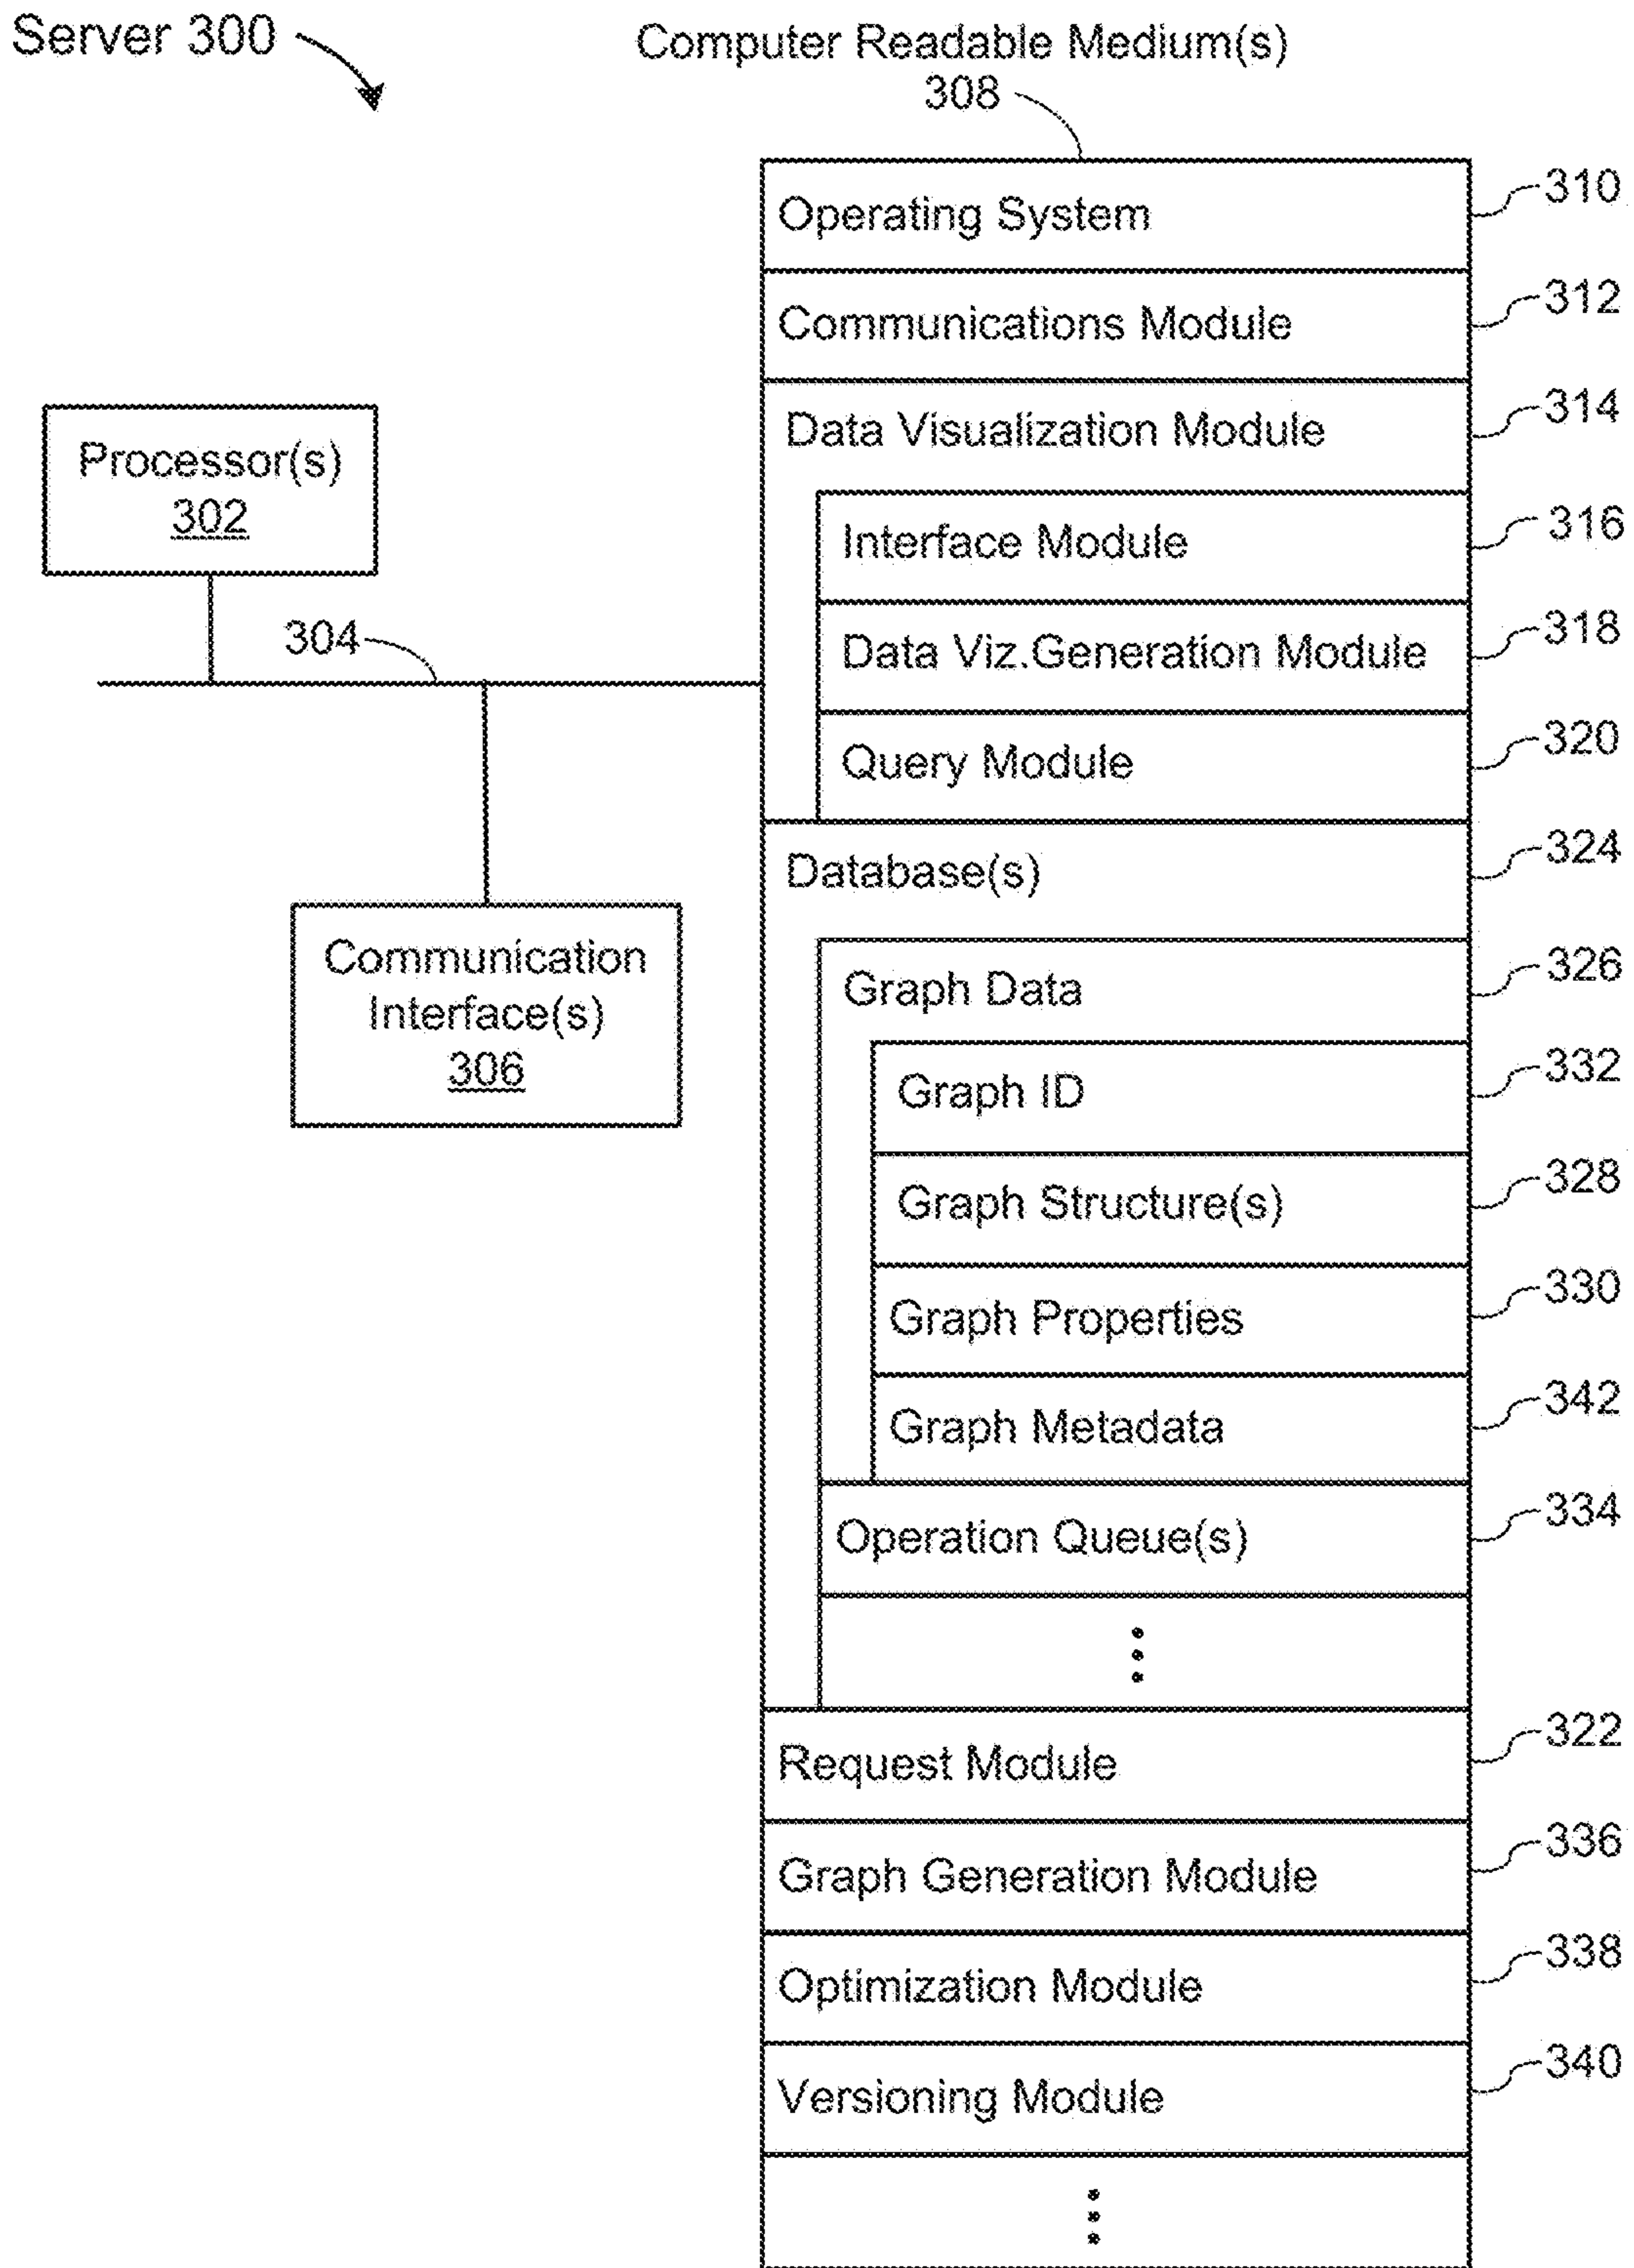 Server 300
Computer Readable Medium(s)
308
Operating System
310
Communications Module
312
Data Visualization Module
314
Processor(s)
302
Interface Module
316
304
Data Viz.Generation Module
318
Query Module
320
Database(s)
324
Communication
Interface(s)
306
Graph Data
326
Graph ID
332
Graph Structure(s)
328
Graph Properties
330
Graph Metadata
342
Operation Queue(s)
334
Request Module
322
Graph Generation Module
336
Optimization Module
338
Versioning Module
340